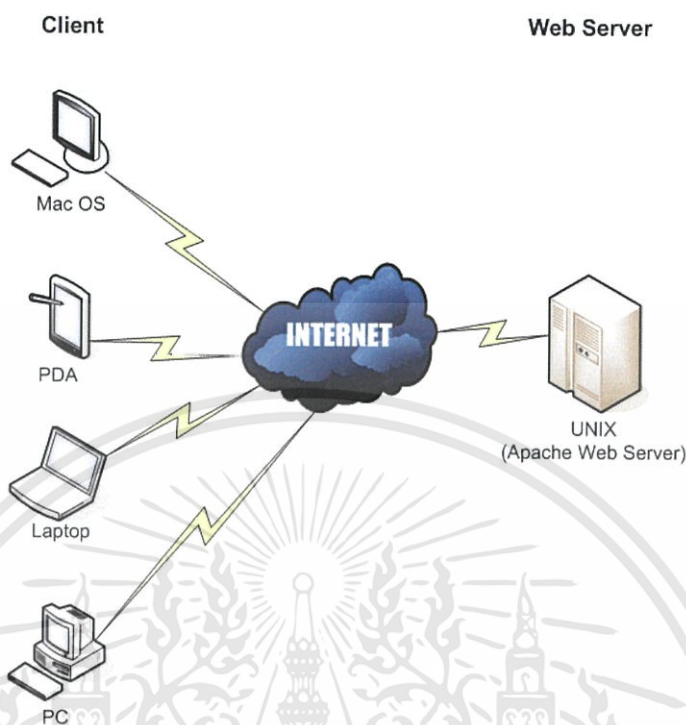 Client
Web Server
Mac OS
PDA
INTERNET
Laptop
UNIX
(Apache Web Server)
PC